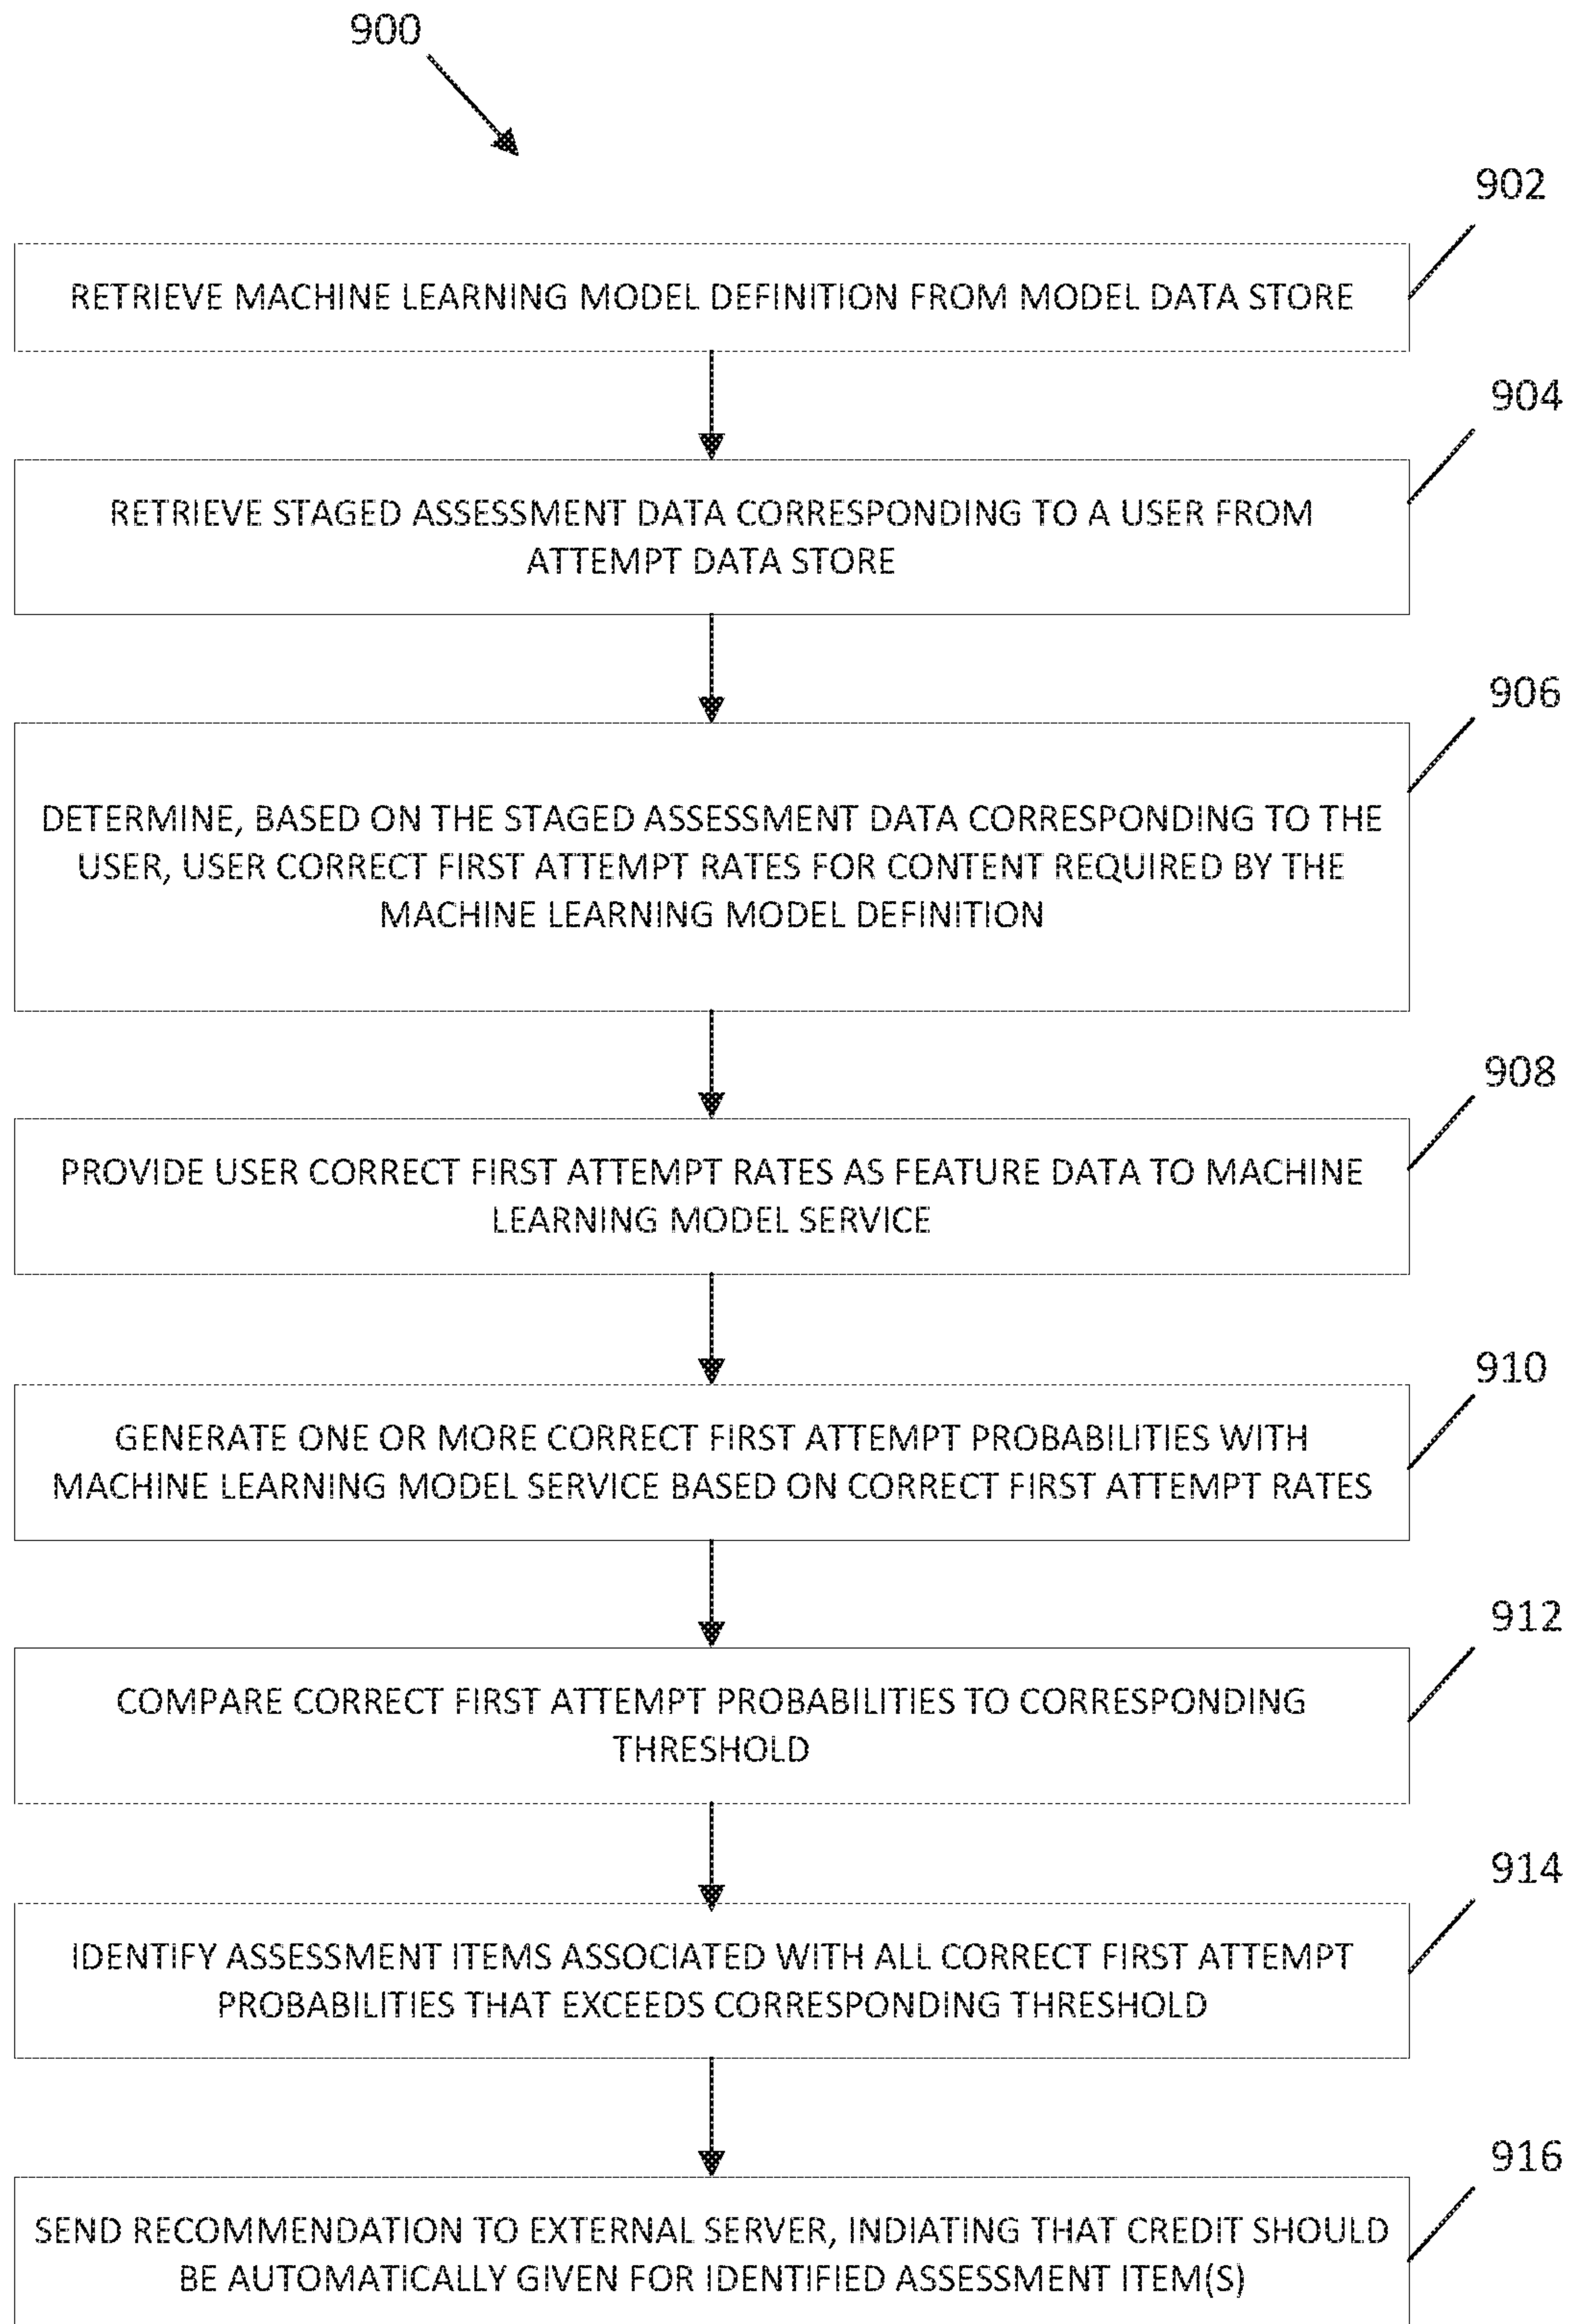 900
902
RETRIEVE MACHINE LEARNING MODEL DEFINITION FROM MODEL DATA STORE
904
RETRIEVE STAGED ASSESSMENT DATA CORRESPONDING TO A USER FROM
ATTEMPT DATA STORE
906
DETERMINE, BASED ON THE STAGED ASSESSMENT DATA CORRESPONDING TO THE
USER, USER CORRECT FIRST ATTEMPT RATES FOR CONTENT REQUIRED BY THE
MACHINE LEARNING MODEL DEFINITION
908
PROVIDE USER CORRECT FIRST ATTEMPT RATES AS FEATURE DATA TO MACHINE
LEARNING MODEL SERVICE
910
GENERATE ONE OR MORE CORRECT FIRST ATTEMPT PROBABILITIES WITH
MACHINE LEARNING MODEL SERVICE BASED ON CORRECT FIRST ATTEMPT RATES
912
COMPARE CORRECT FIRST ATTEMPT PROBABILITIES TO CORRESPONDING
THRESHOLD
914
IDENTIFY ASSESSMENT ITEMS ASSOCIATED WITH ALL CORRECT FIRST ATTEMPT
PROBABILITIES THAT EXCEEDS CORRESPONDING THRESHOLD
916
SEND RECOMMENDATION TO EXTERNAL SERVER, INDIATING THAT CREDIT SHOULD
BE AUTOMATICALLY GIVEN FOR IDENTIFIED ASSESSMENT ITEM(S)